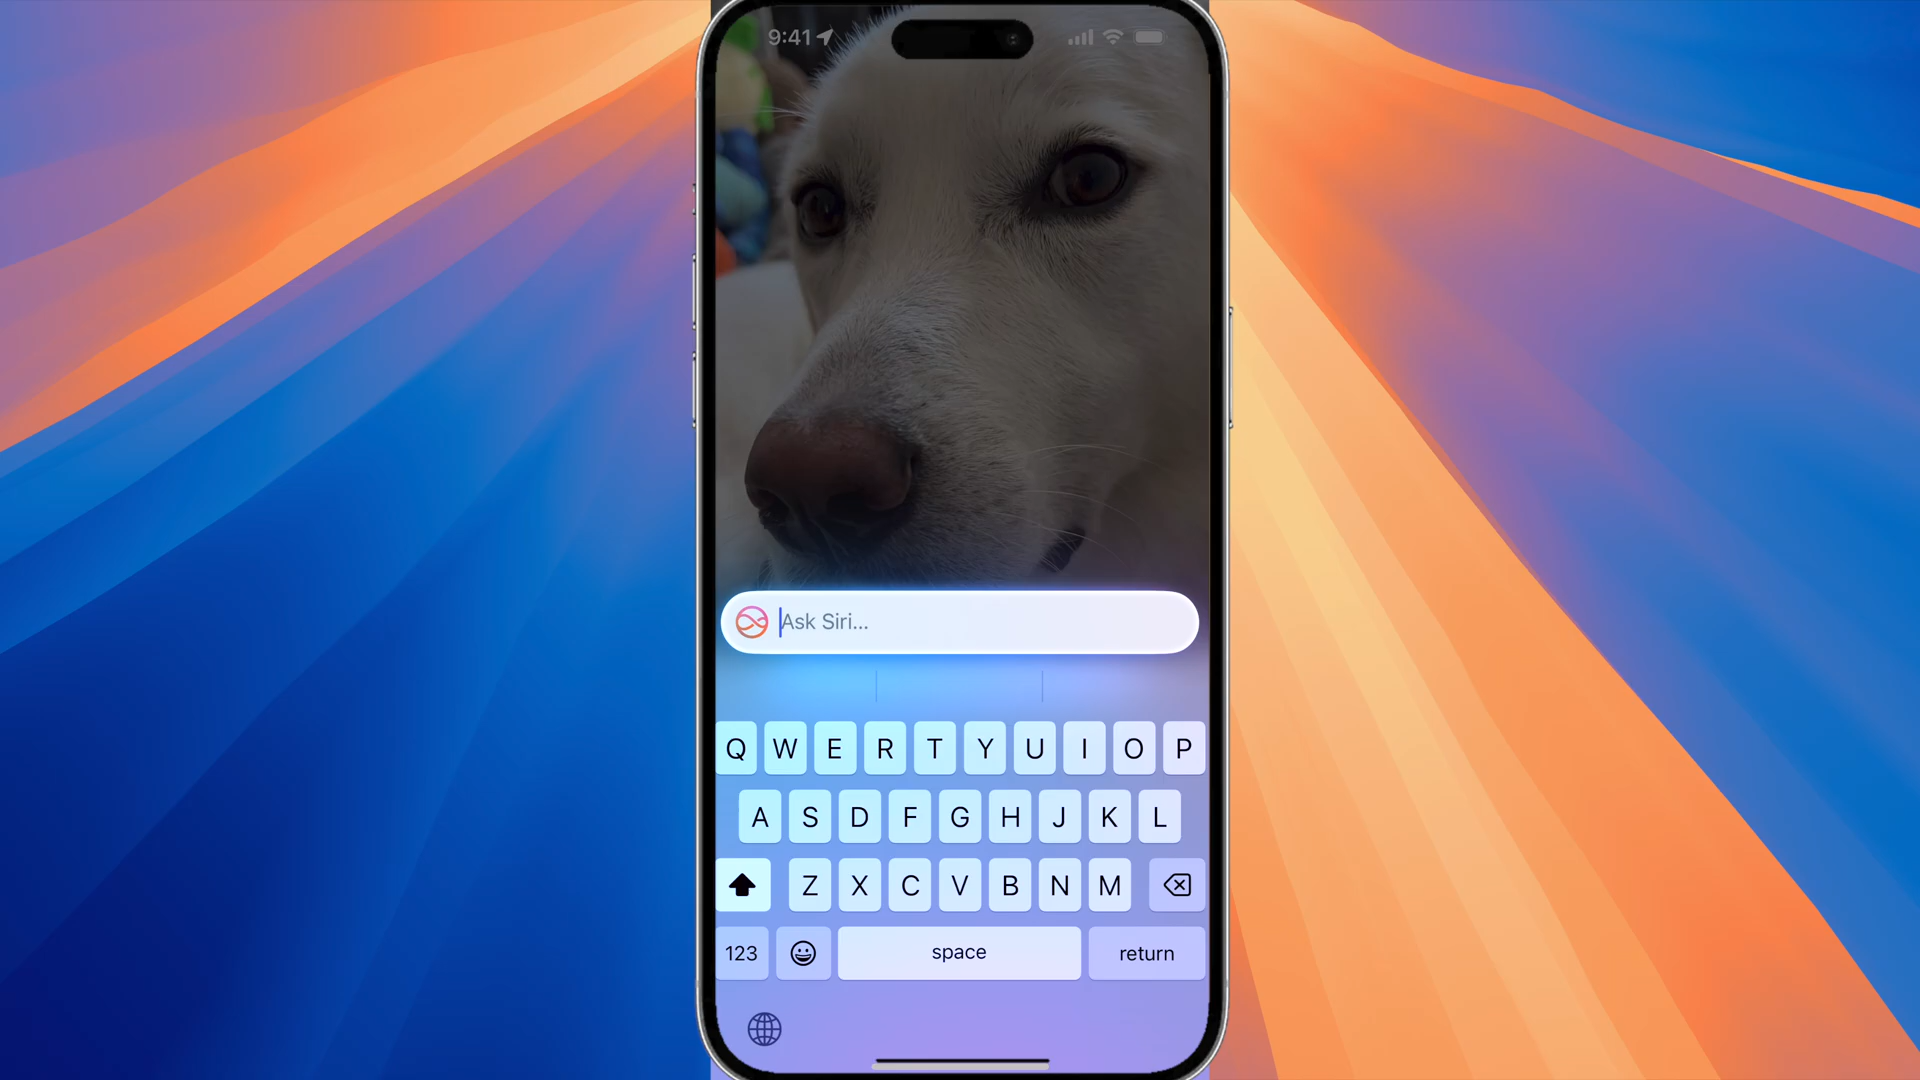 9:41
Ask Siri...
Q W E R T Y U I O P
A S D F G H J K L
Z X C V B N M
123 space return